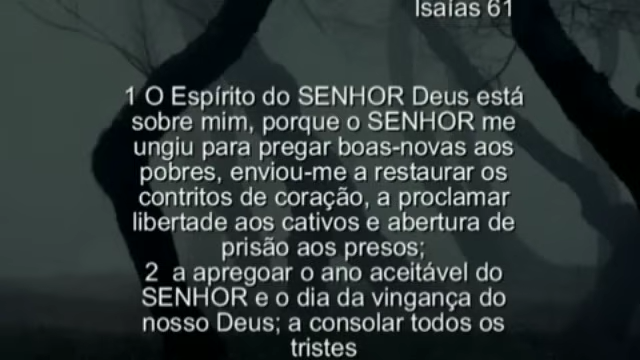 Isaías 61
1 O Espírito do SENHOR Deus está
sobre mim, porque o SENHOR me
ungiu para pregar boas-novas aos
pobres, enviou-me a restaurar os
contritos de coração, a proclamar
libertade aos cativos e abertura de
prisão aos presos;
2 a apregoar o ano aceitável do
SENHOR e o dia da vingança do
nosso Deus; a consolar todos os
tristes